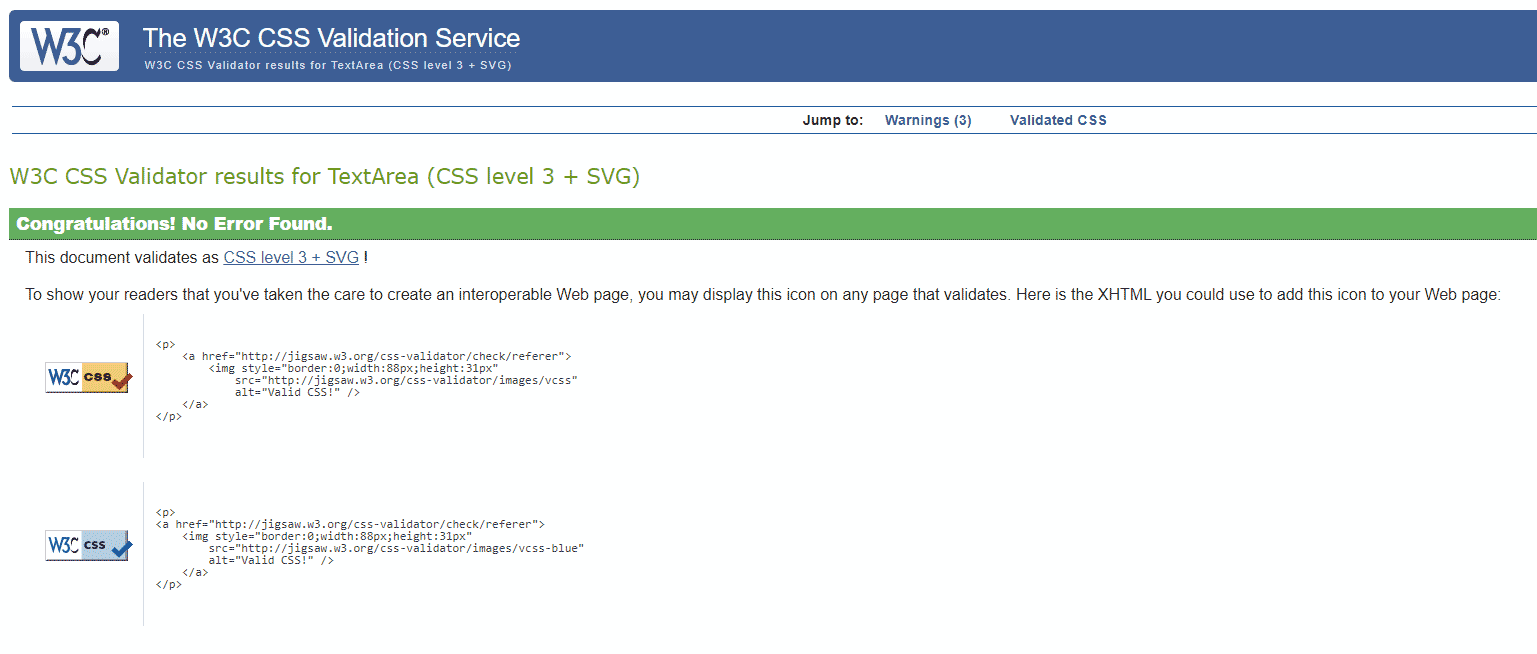 W3C®
The W3C CSS Validation Service
W3C CSS Validator results for TextArea (CSS level 3 + SVG)
Jump to: Warnings (3) Validated CSS
W3C CSS Validator results for TextArea (CSS level 3 + SVG)
Congratulations! No Error Found.
This document validates as CSS level 3 + SVG !
To show your readers that you've taken the care to create an interoperable Web page, you may display this icon on any page that validates. Here is the XHTML you could use to add this icon to your Web page:
W3C css
<p>
<a href="http://jigsaw.w3.org/css-validator/check/referer">
<img style="border:0;width:88px;height:31px"
src="http://jigsaw.w3.org/css-validator/images/vcss"
alt="Valid CSS!" />
</a>
</p>
W3C css
<p>
<a href="http://jigsaw.w3.org/css-validator/check/referer">
<img style="border:0;width:88px;height:31px"
src="http://jigsaw.w3.org/css-validator/images/vcss-blue"
alt="Valid CSS!" />
</a>
</p>